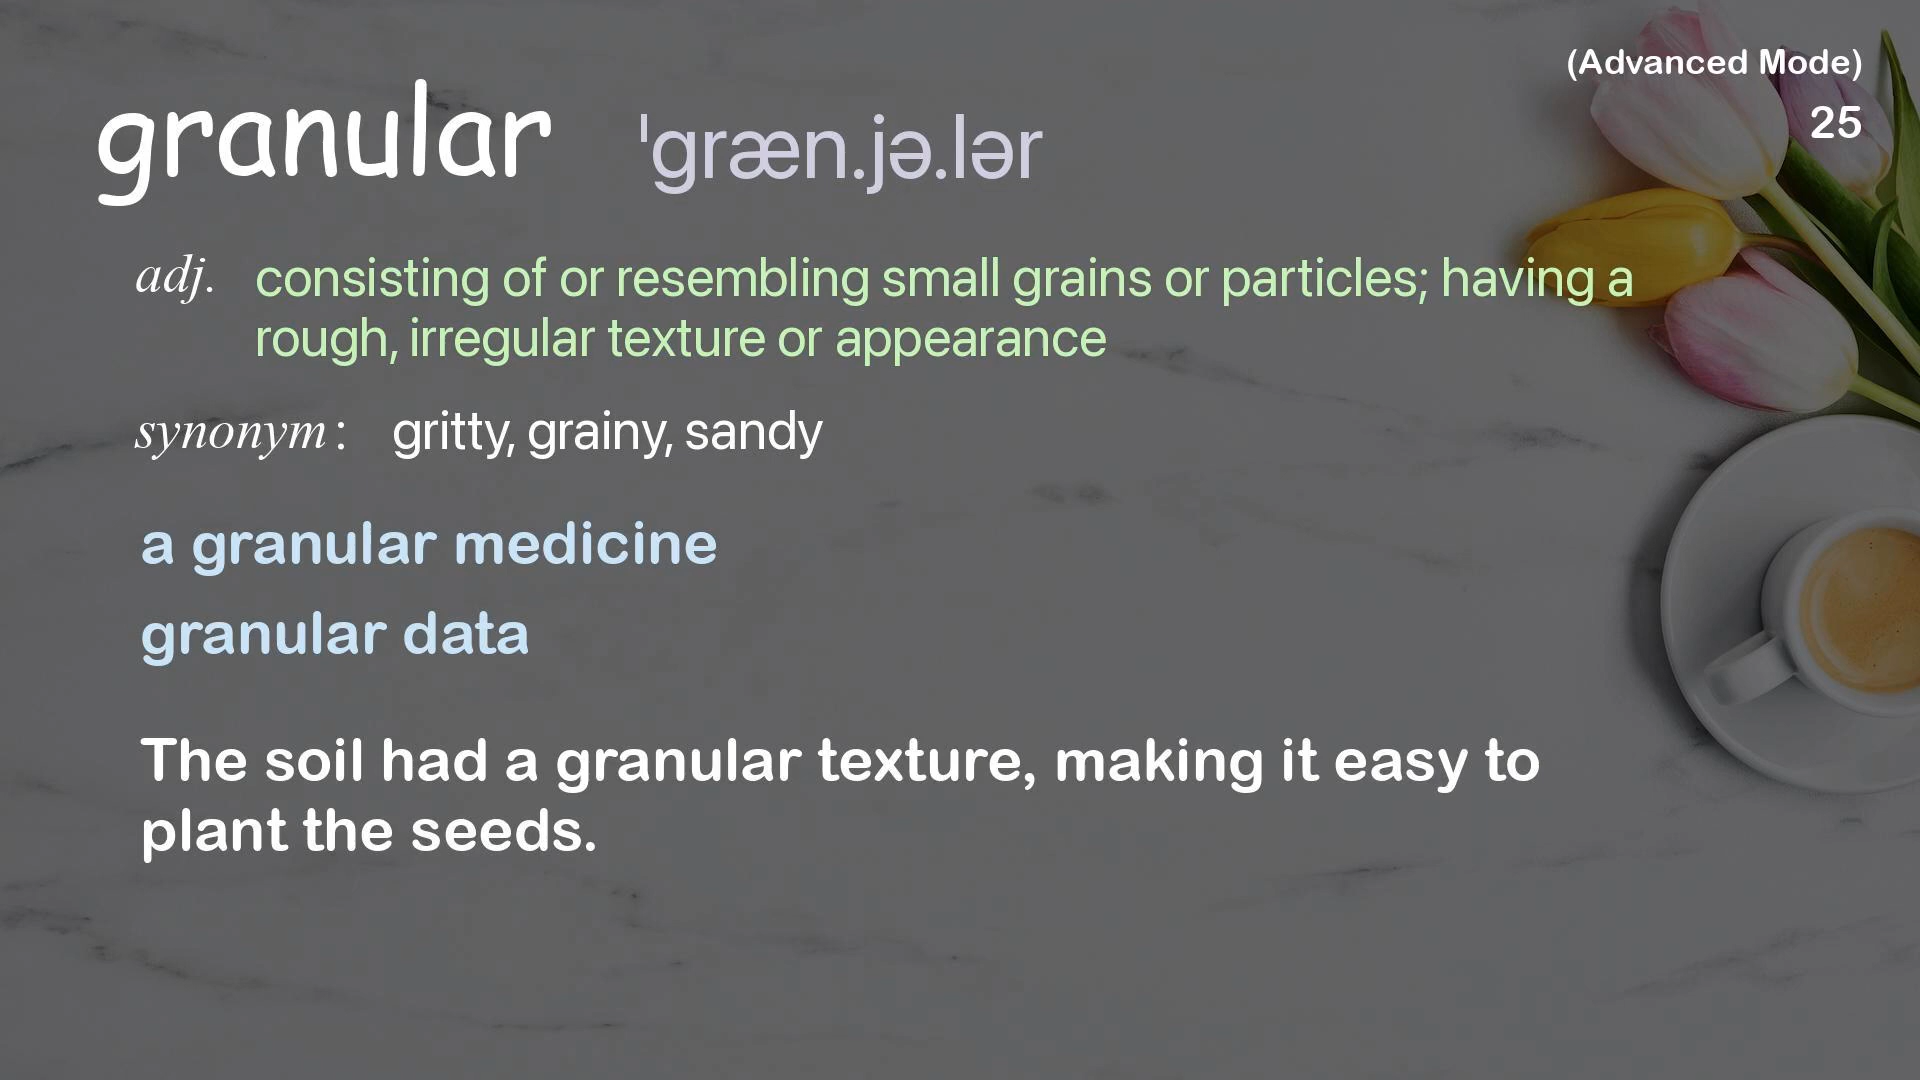 (Advanced Mode)
25
granular ˈɡræn.jə.lər
adj. consisting of or resembling small grains or particles; having a
rough, irregular texture or appearance
synonym: gritty, grainy, sandy
a granular medicine
granular data
The soil had a granular texture, making it easy to
plant the seeds.